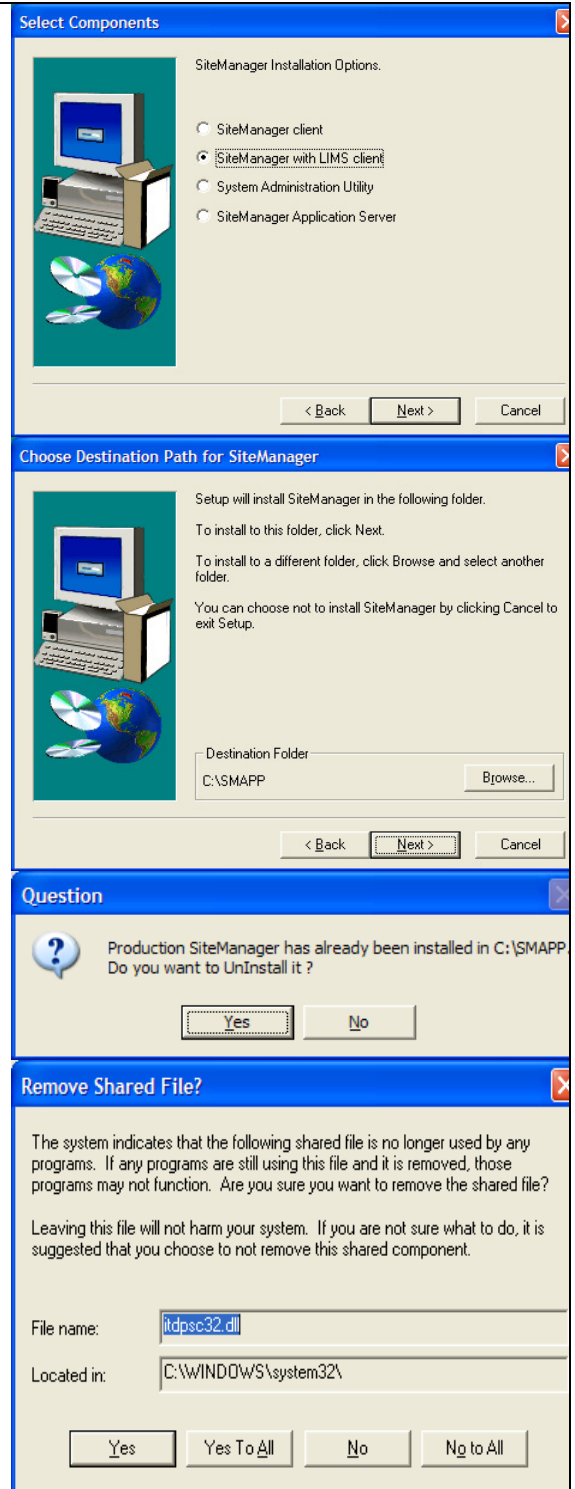 Select Components
SiteManager Installation Options.
SiteManager client
SiteManager with LIMS client
System Administration Utility
SiteManager Application Server
< Back
Next >
Cancel
Choose Destination Path for SiteManager
Setup will install SiteManager in the following folder.
To install to this folder, click Next.
To install to a different folder, click Browse and select another
folder.
You can choose not to install SiteManager by clicking Cancel to
exit Setup.
Destination Folder
C:\SMAPP
Browse...
< Back
Next >
Cancel
Question
Production SiteManager has already been installed in C:\SMAPP.
Do you want to UnInstall it ?
Yes
No
Remove Shared File?
The system indicates that the following shared file is no longer used by any
programs. If any programs are still using this file and it is removed, those
programs may not function. Are you sure you want to remove the shared file?
Leaving this file will not harm your system. If you are not sure what to do, it is
suggested that you choose to not remove this shared component.
File name:
itdpsc32.dll
Located in:
C:\WINDOWS\system32\
Yes
Yes To All
No
No to All